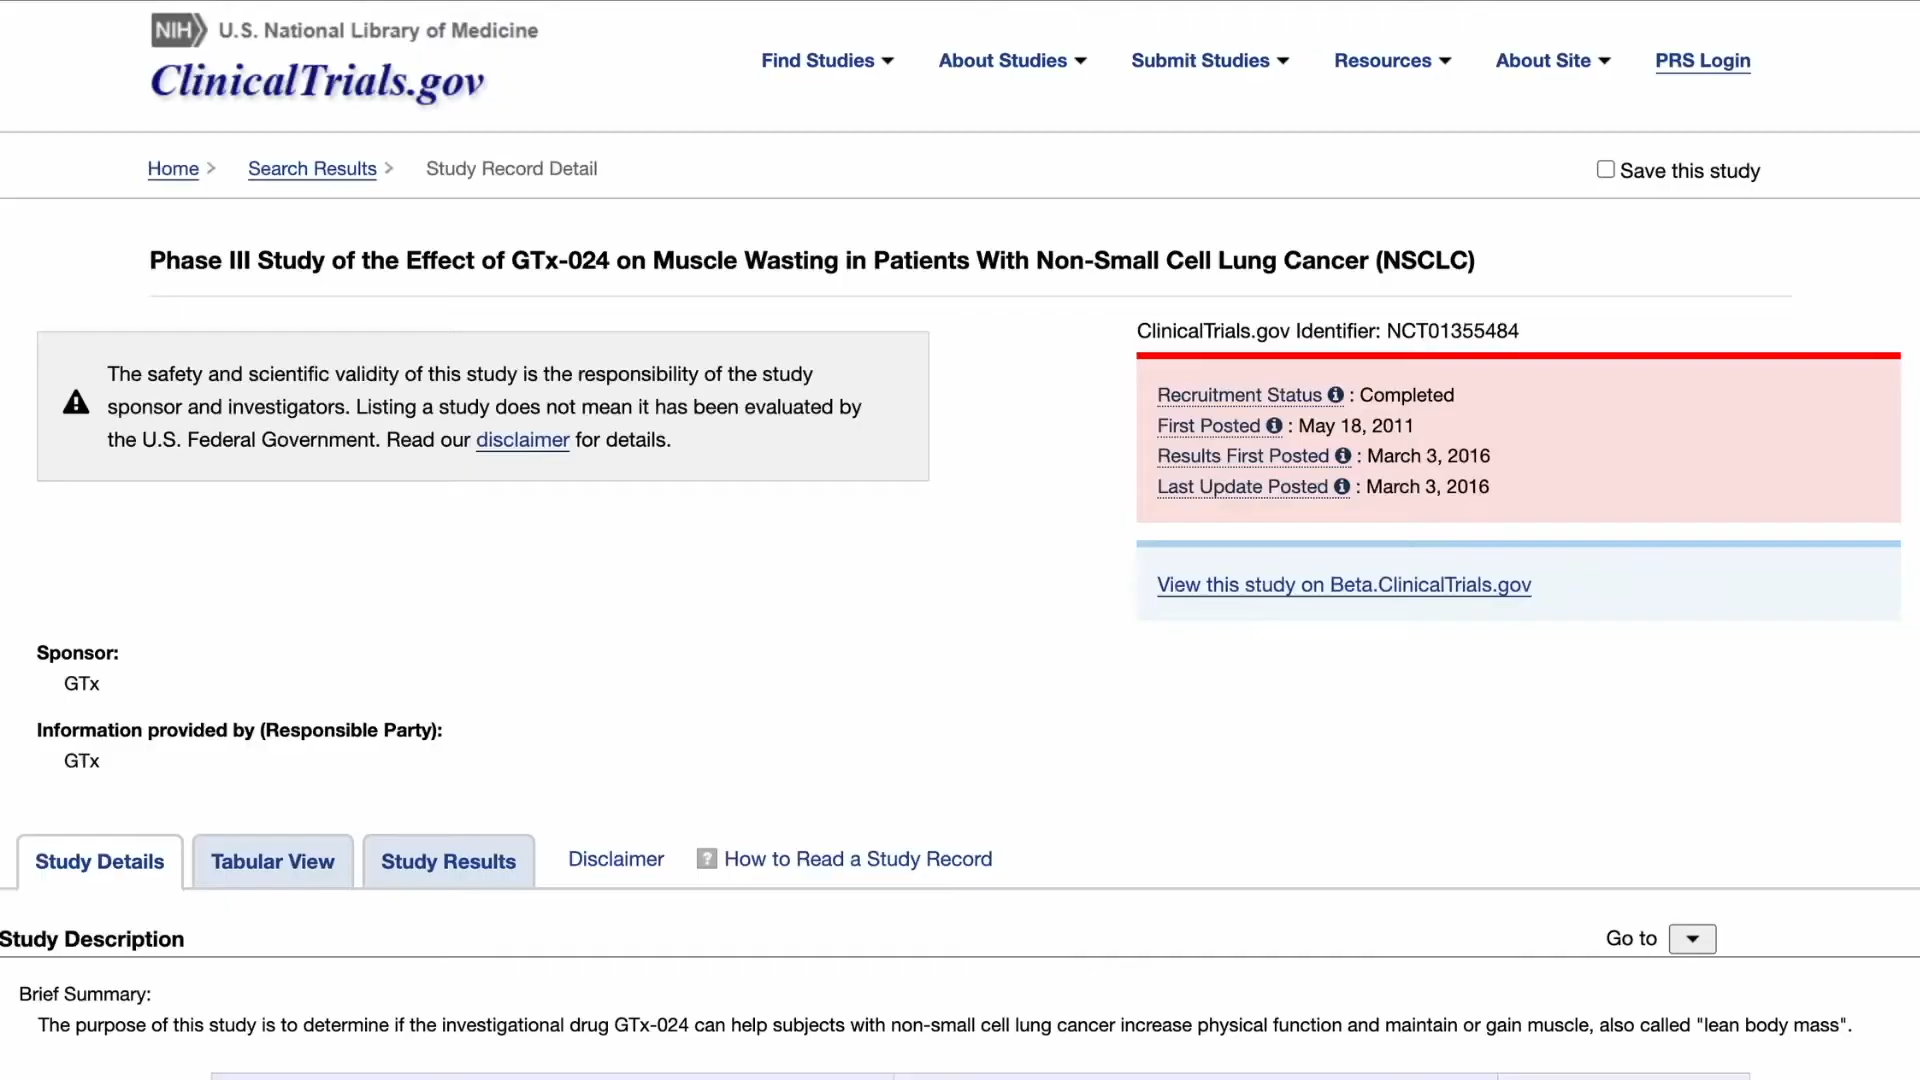 NIH U.S. National Library of Medicine
ClinicalTrials.gov
Find Studies About Studies Submit Studies Resources About Site PRS Login
Home > Search Results > Study Record Detail
Save this study
Phase III Study of the Effect of GTx-024 on Muscle Wasting in Patients With Non-Small Cell Lung Cancer (NSCLC)
The safety and scientific validity of this study is the responsibility of the study
sponsor and investigators. Listing a study does not mean it has been evaluated by
the U.S. Federal Government. Read our disclaimer for details.
ClinicalTrials.gov Identifier: NCT01355484
Recruitment Status : Completed
First Posted : May 18, 2011
Results First Posted : March 3, 2016
Last Update Posted : March 3, 2016
View this study on Beta.ClinicalTrials.gov
Sponsor:
GTx
Information provided by (Responsible Party):
GTx
Study Details Tabular View Study Results Disclaimer ? How to Read a Study Record
Study Description
Go to
Brief Summary:
The purpose of this study is to determine if the investigational drug GTx-024 can help subjects with non-small cell lung cancer increase physical function and maintain or gain muscle, also called "lean body mass".